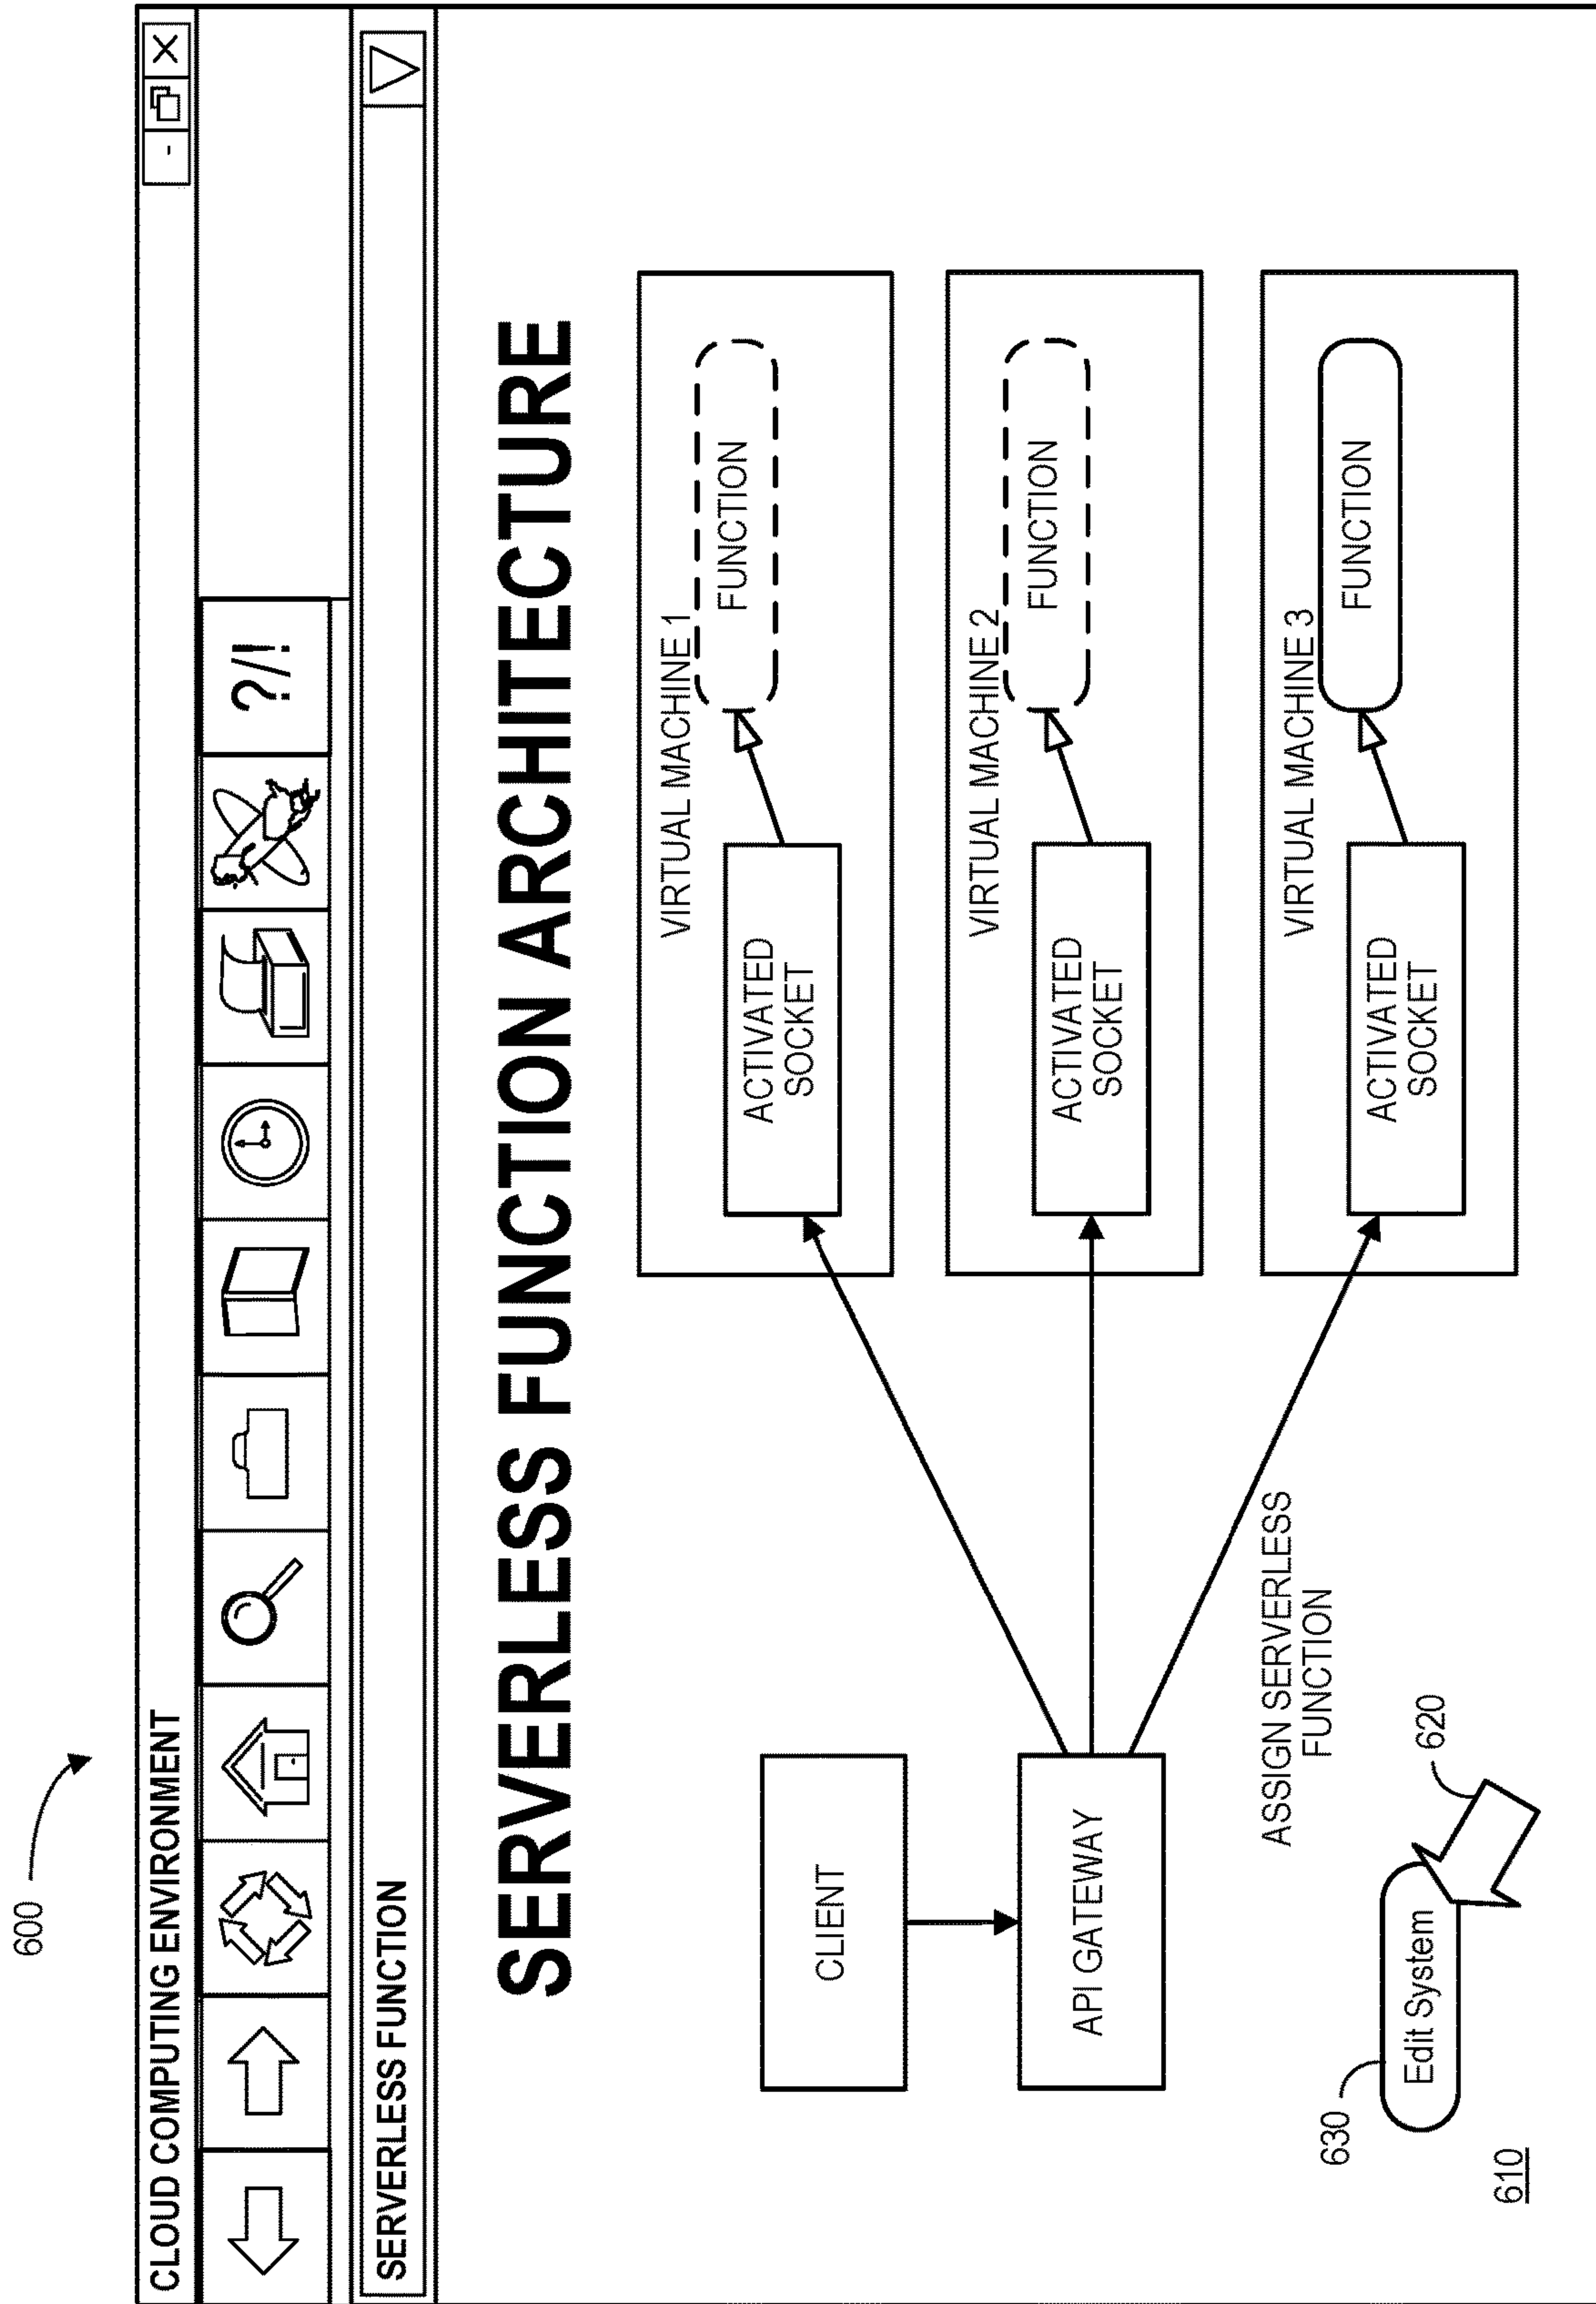 600
CLOUD COMPUTING ENVIRONMENT
- X
?/!
SERVERLESS FUNCTION
SERVERLESS FUNCTION ARCHITECTURE
CLIENT
API GATEWAY
ASSIGN SERVERLESS
FUNCTION
VIRTUAL MACHINE 1
ACTIVATED
SOCKET
FUNCTION
VIRTUAL MACHINE 2
ACTIVATED
SOCKET
FUNCTION
VIRTUAL MACHINE 3
ACTIVATED
SOCKET
FUNCTION
630
Edit System
620
610